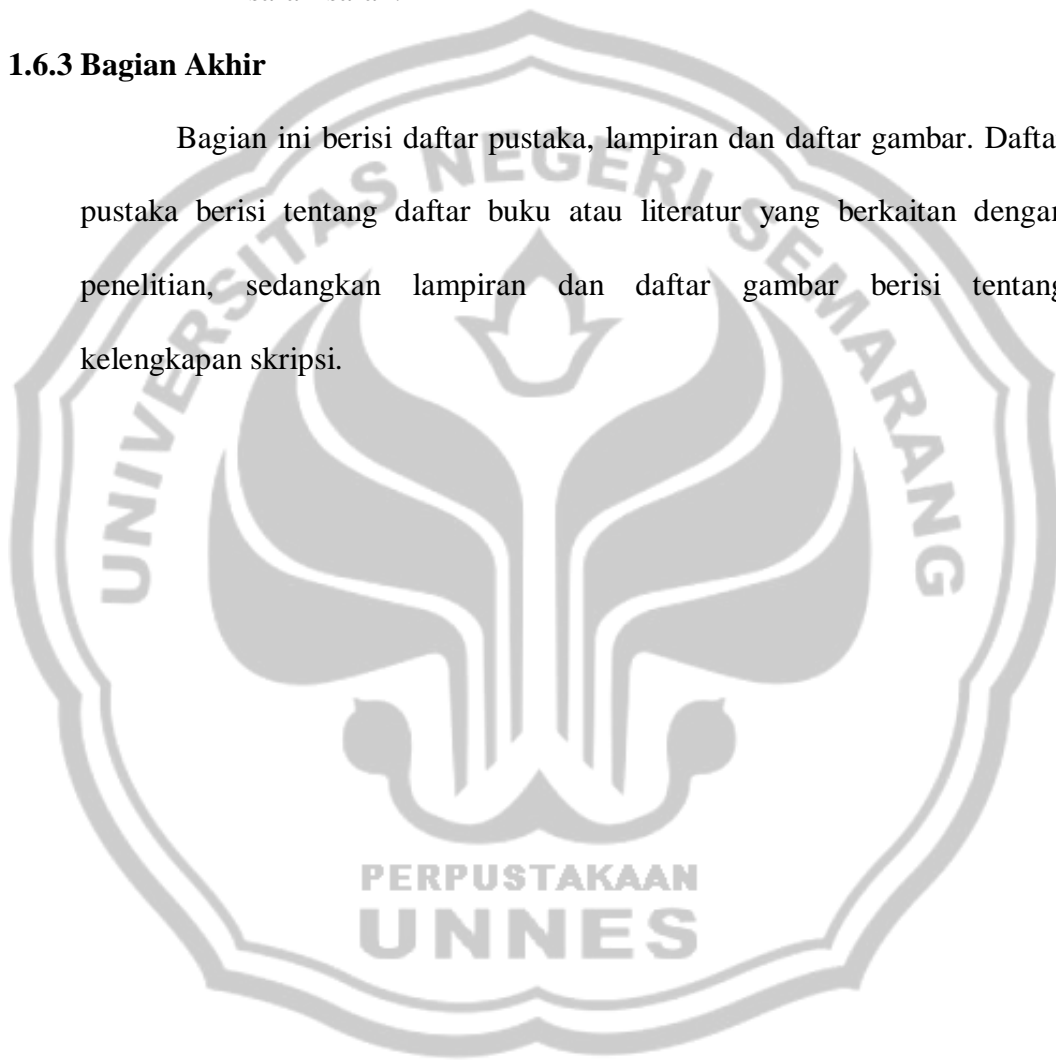 1.6.3 Bagian Akhir
Bagian ini berisi daftar pustaka, lampiran dan daftar gambar. Dafta
pustaka berisi tentang daftar buku atau literatur yang berkaitan dengan
penelitian, sedangkan lampiran dan daftar gambar berisi tentang
kelengkapan skripsi.
UNIVERSITAS NEGERI SEMARANG
PERPUSTAKAAN
UNNES